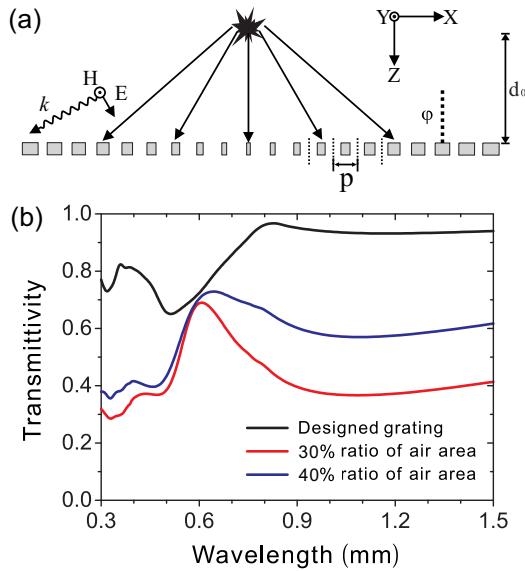 (a)
H
E
k
Y
X
Z
d₀
φ
p
(b)
1.0
0.8
0.6
0.4
0.2
0.0
Transmittivity
Designed grating
30% ratio of air area
40% ratio of air area
0.3 0.6 0.9 1.2 1.5
Wavelength (mm)